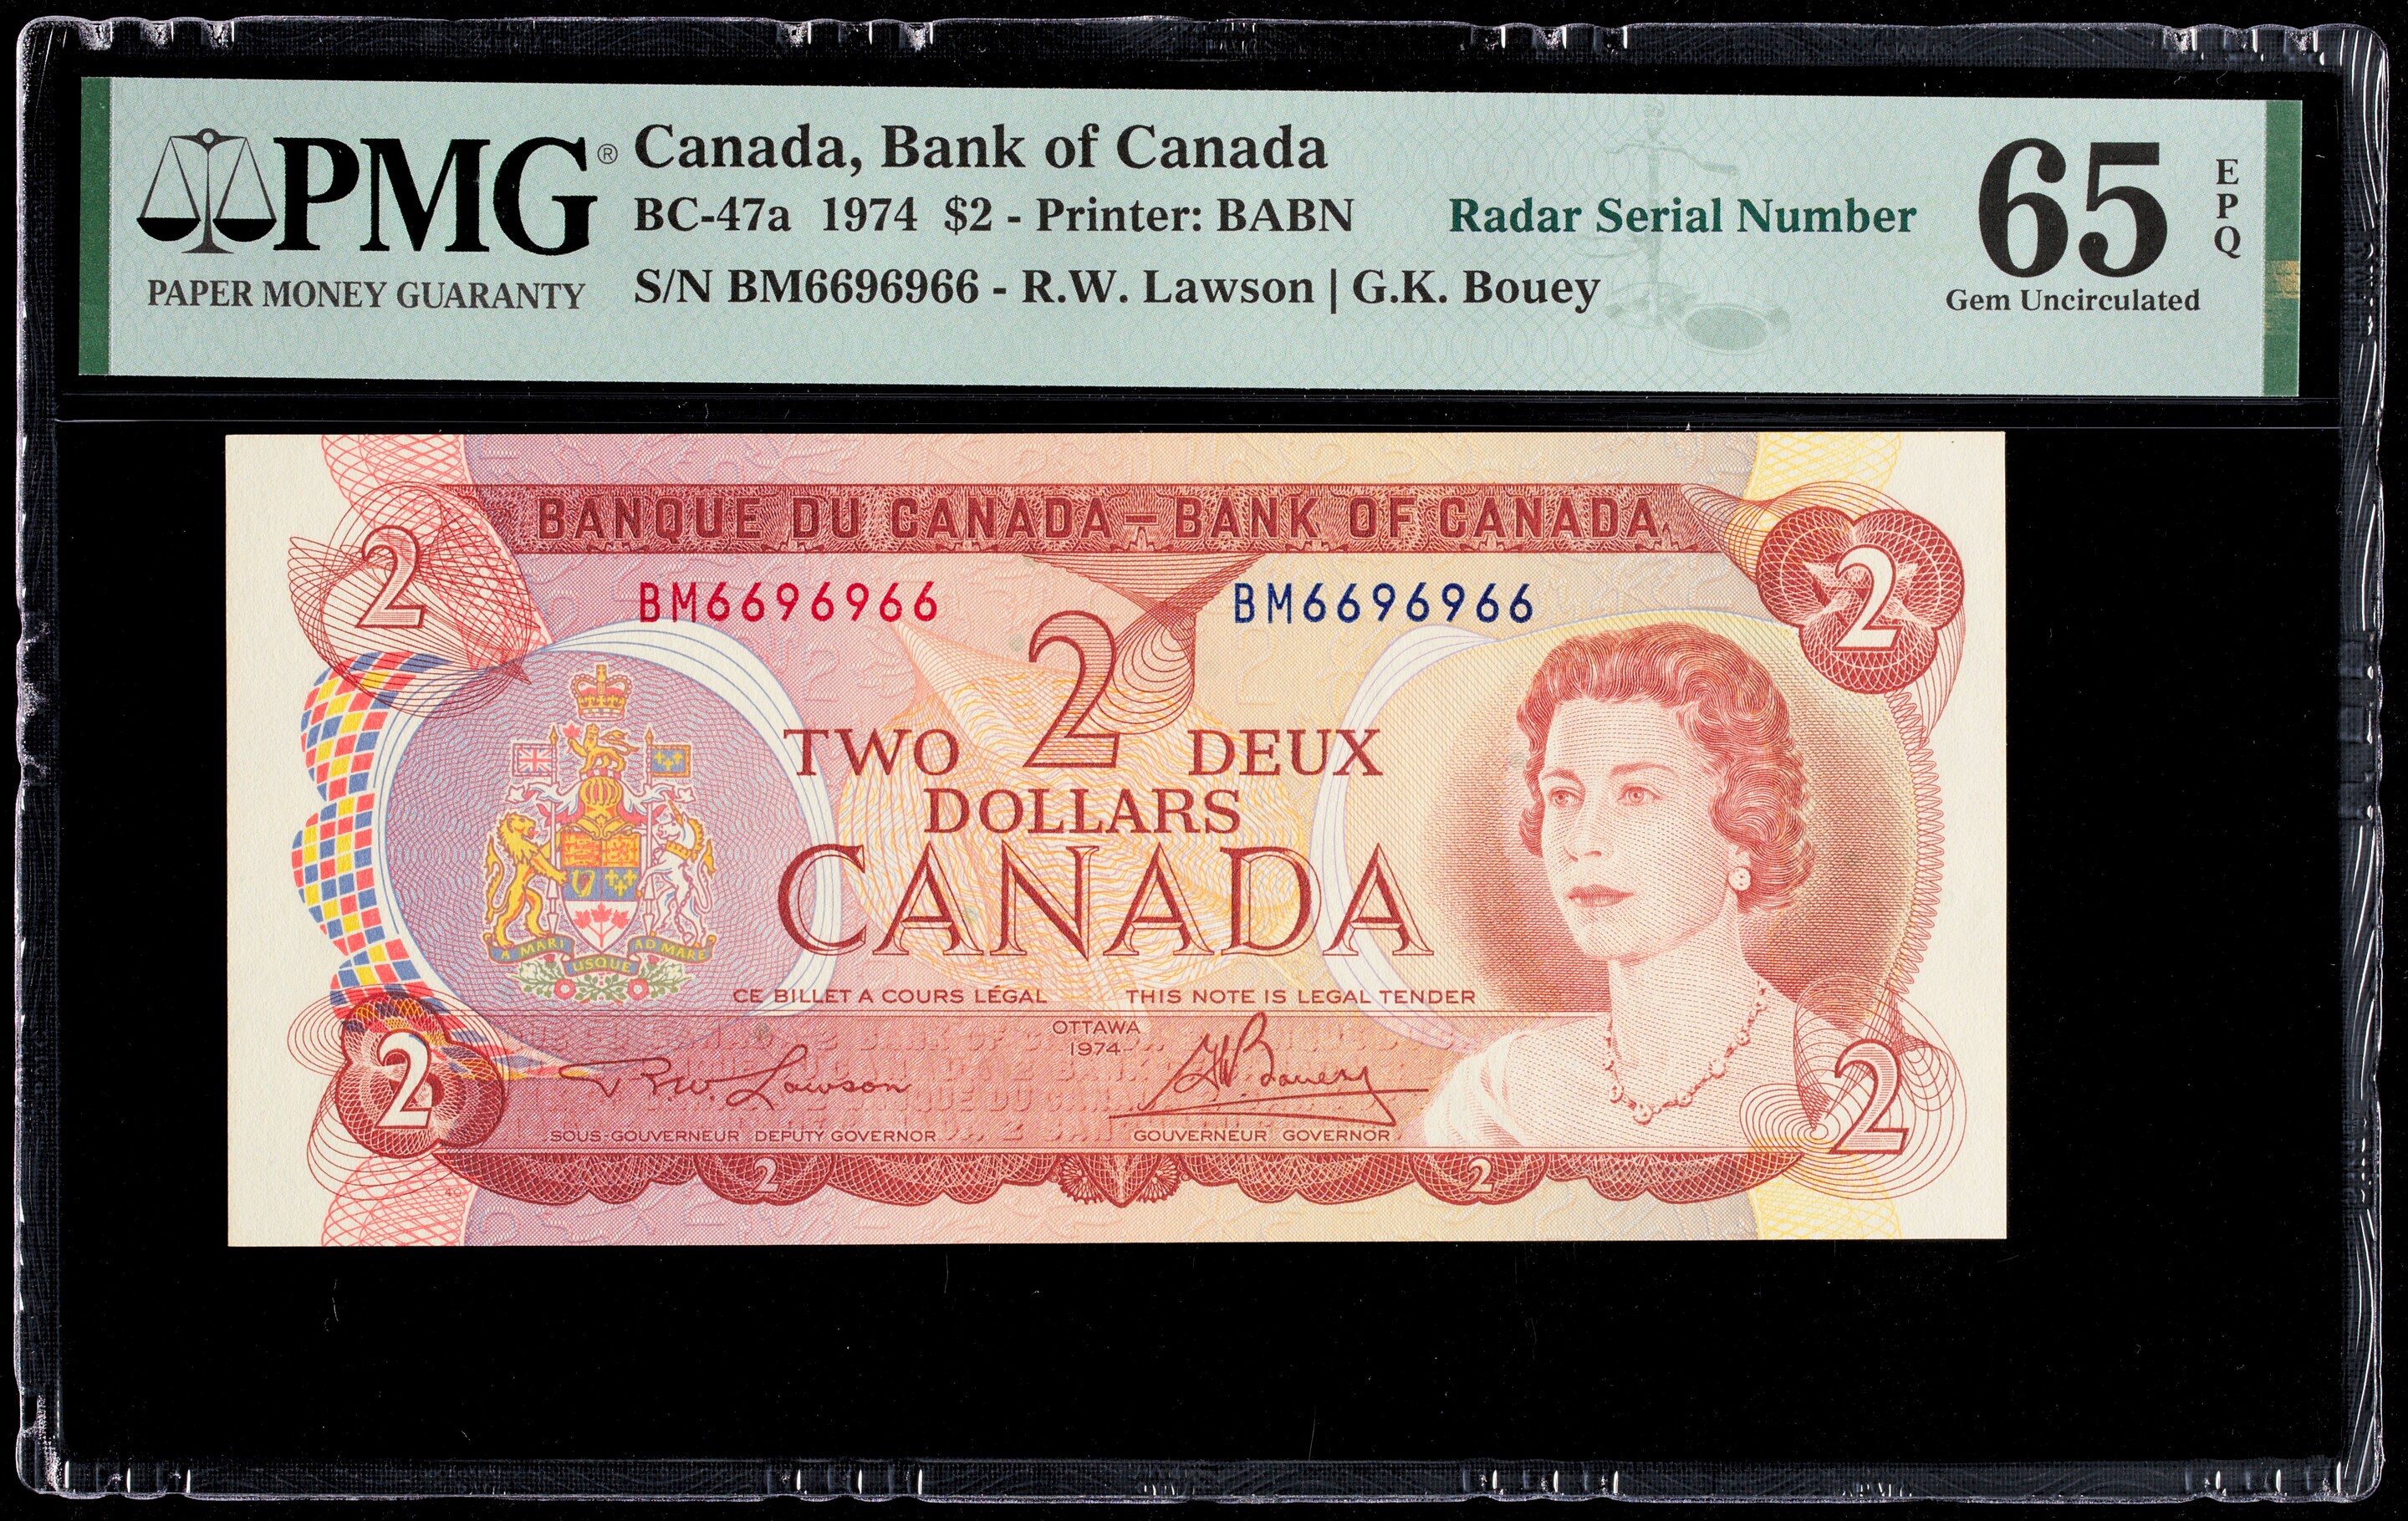 PMG®
PAPER MONEY GUARANTY
Canada, Bank of Canada
BC-47a 1974 $2 - Printer: BABN
Radar Serial Number
S/N BM6696966 - R.W. Lawson | G.K. Bouey
65
EPQ
Gem Uncirculated
BANQUE DU CANADA – BANK OF CANADA
2
2
BM6696966
BM6696966
2
TWO DEUX
DOLLARS
CANADA
A MARI USQUE AD MARE
CE BILLET A COURS LÉGAL
THIS NOTE IS LEGAL TENDER
OTTAWA
1974
R.W. Lawson
G.K. Bouey
SOUS-GOUVERNEUR DEPUTY GOVERNOR
GOUVERNEUR GOVERNOR
2
2
2
2